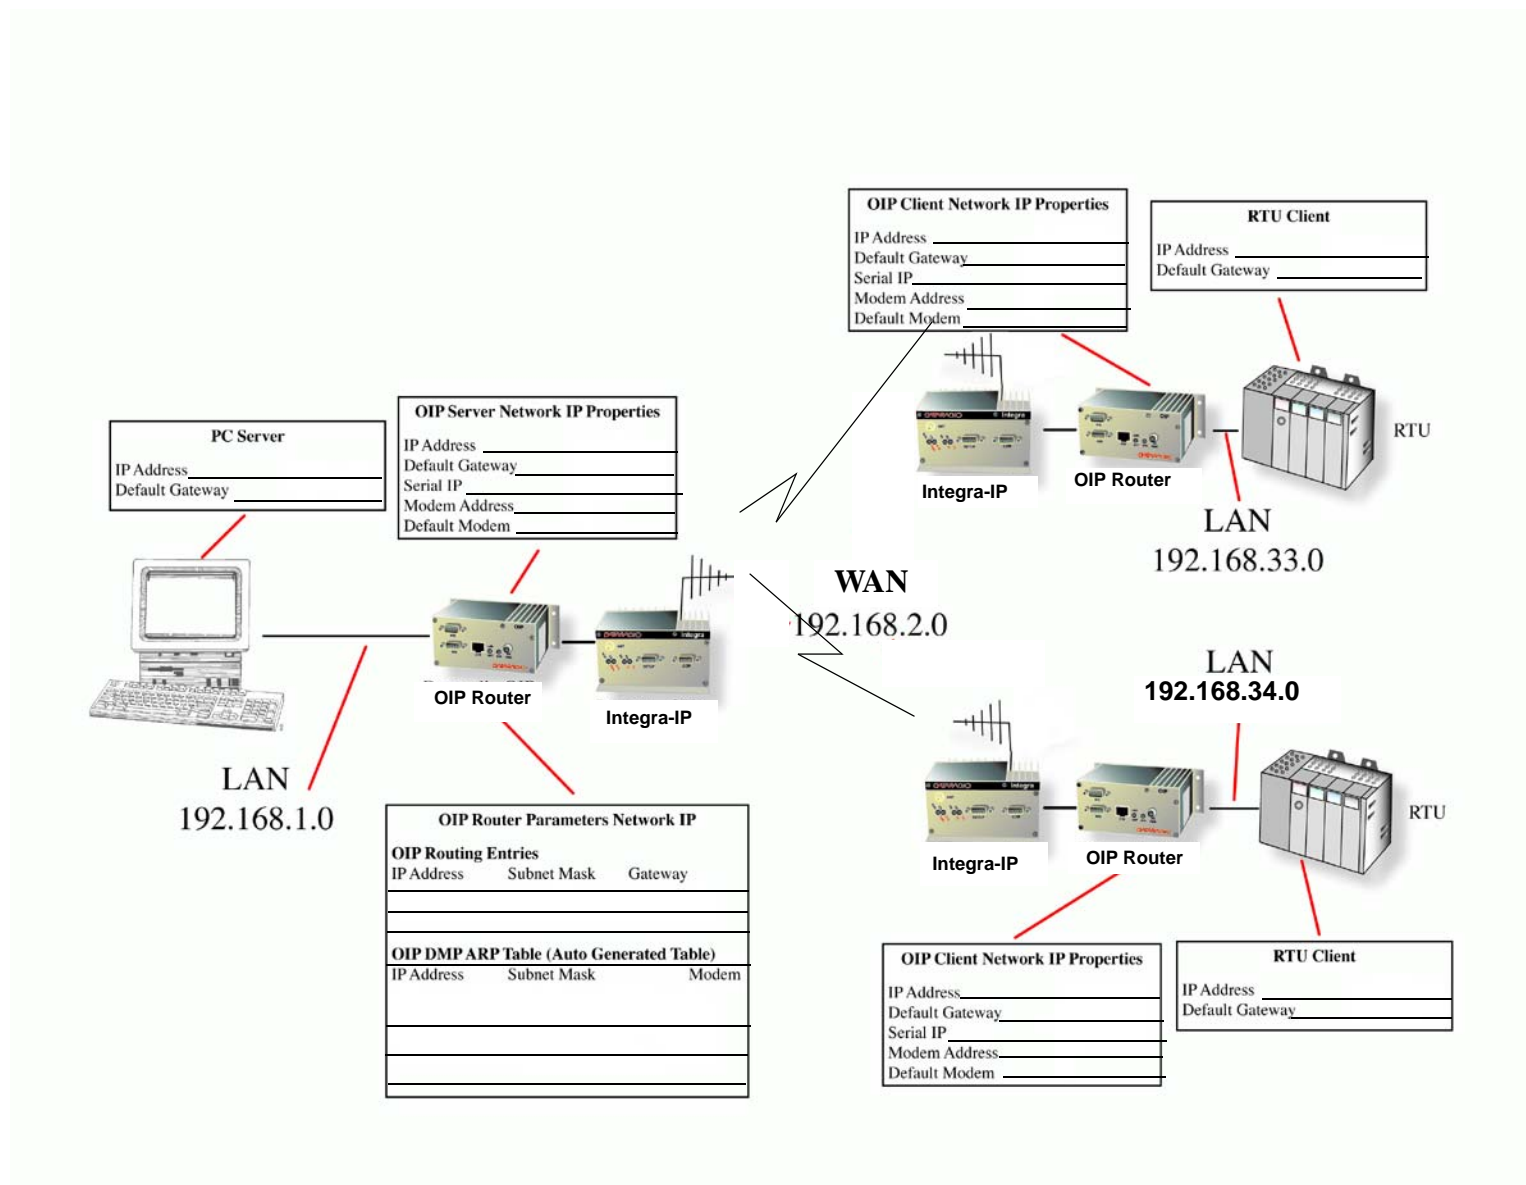 OIP Client Network IP Properties
IP Address
Default Gateway
Serial IP
Modem Address
Default Modem
RTU Client
IP Address
Default Gateway
Integra
Integra-IP
OIP
OIP Router
RTU
LAN
192.168.33.0
PC Server
IP Address
Default Gateway
OIP Server Network IP Properties
IP Address
Default Gateway
Serial IP
Modem Address
Default Modem
OIP
OIP Router
Integra
Integra-IP
LAN
192.168.1.0
WAN
192.168.2.0
LAN
192.168.34.0
Integra
Integra-IP
OIP
OIP Router
RTU
OIP Router Parameters Network IP
OIP Routing Entries
IP Address Subnet Mask Gateway
OIP DMP ARP Table (Auto Generated Table)
IP Address Subnet Mask Modem
OIP Client Network IP Properties
IP Address
Default Gateway
Serial IP
Modem Address
Default Modem
RTU Client
IP Address
Default Gateway